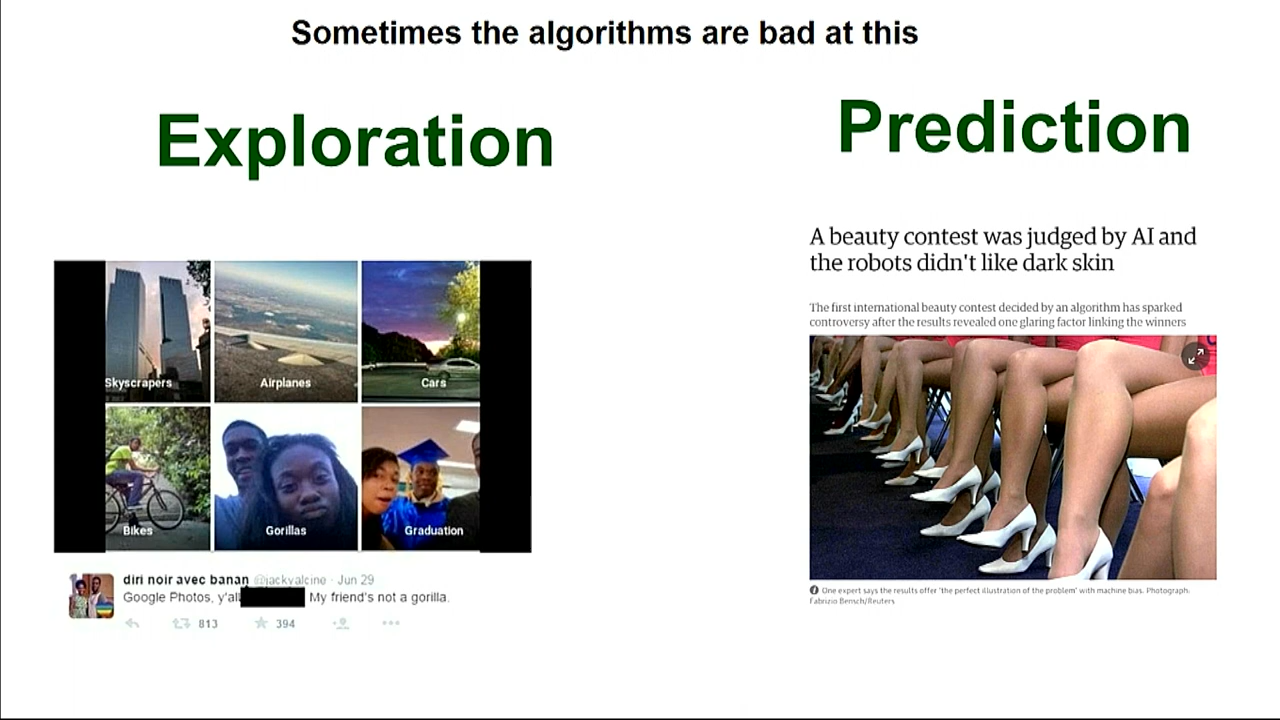 Sometimes the algorithms are bad at this
Exploration
Prediction
Skyscrapers
Airplanes
Cars
Bikes
Gorillas
Graduation
diri noir avec banan @jackyalcine · Jun 29
Google Photos, y'all My friend's not a gorilla.
813 394
A beauty contest was judged by AI and
the robots didn't like dark skin
The first international beauty contest decided by an algorithm has sparked
controversy after the results revealed one glaring factor linking the winners
One expert says the results offer 'the perfect illustration of the problem' with machine bias. Photograph:
Fabrizio Bensch/Reuters